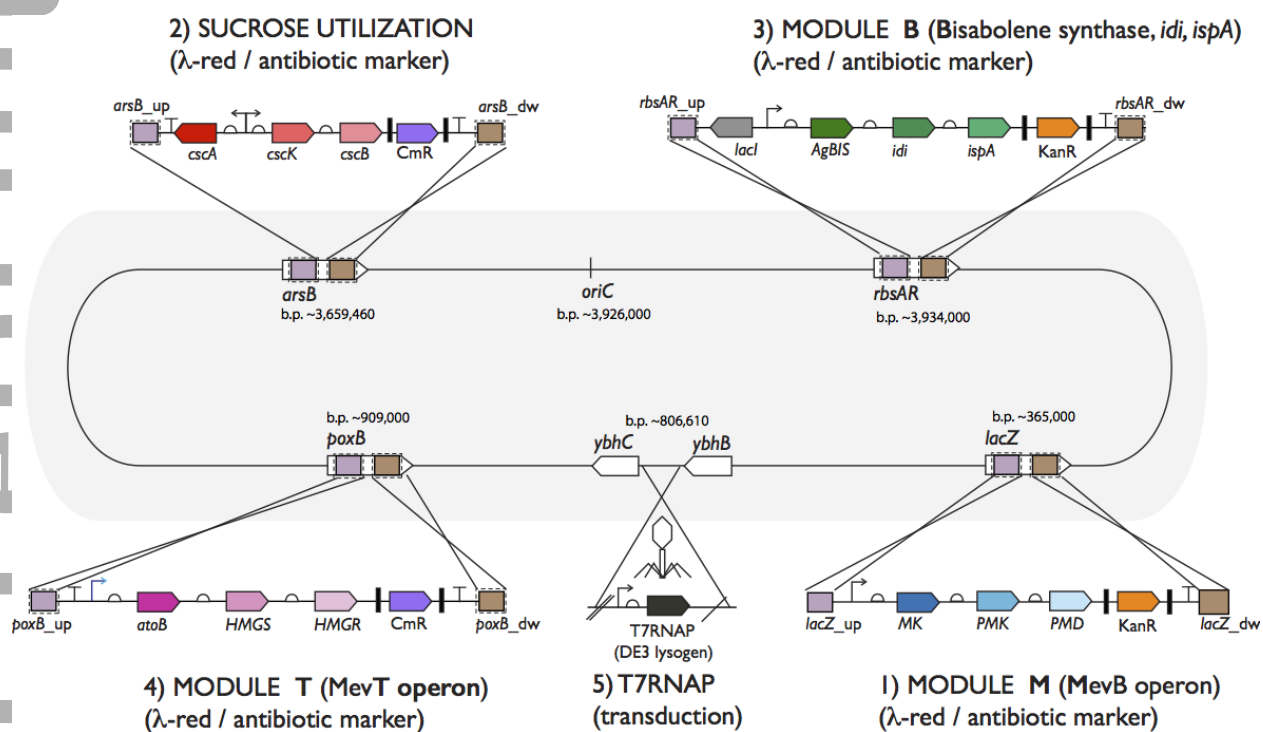 2) SUCROSE UTILIZATION
(λ-red / antibiotic marker)
3) MODULE B (Bisabolene synthase, idi, ispA)
(λ-red / antibiotic marker)
arsB_up
arsB_dw
cscA
cscK
cscB
CmR
rbsAR_up
rbsAR_dw
lacI
AgBIS
idi
ispA
KanR
arsB
b.p. ~3,659,460
oriC
b.p. ~3,926,000
rbsAR
b.p. ~3,934,000
b.p. ~909,000
poxB
b.p. ~806,610
ybhC
ybhB
b.p. ~365,000
lacZ
poxB_up
atoB
HMGS
HMGR
CmR
poxB_dw
T7RNAP
(DE3 lysogen)
lacZ_up
MK
PMK
PMD
KanR
lacZ_dw
4) MODULE T (MevT operon)
(λ-red / antibiotic marker)
5) T7RNAP
(transduction)
1) MODULE M (MevB operon)
(λ-red / antibiotic marker)